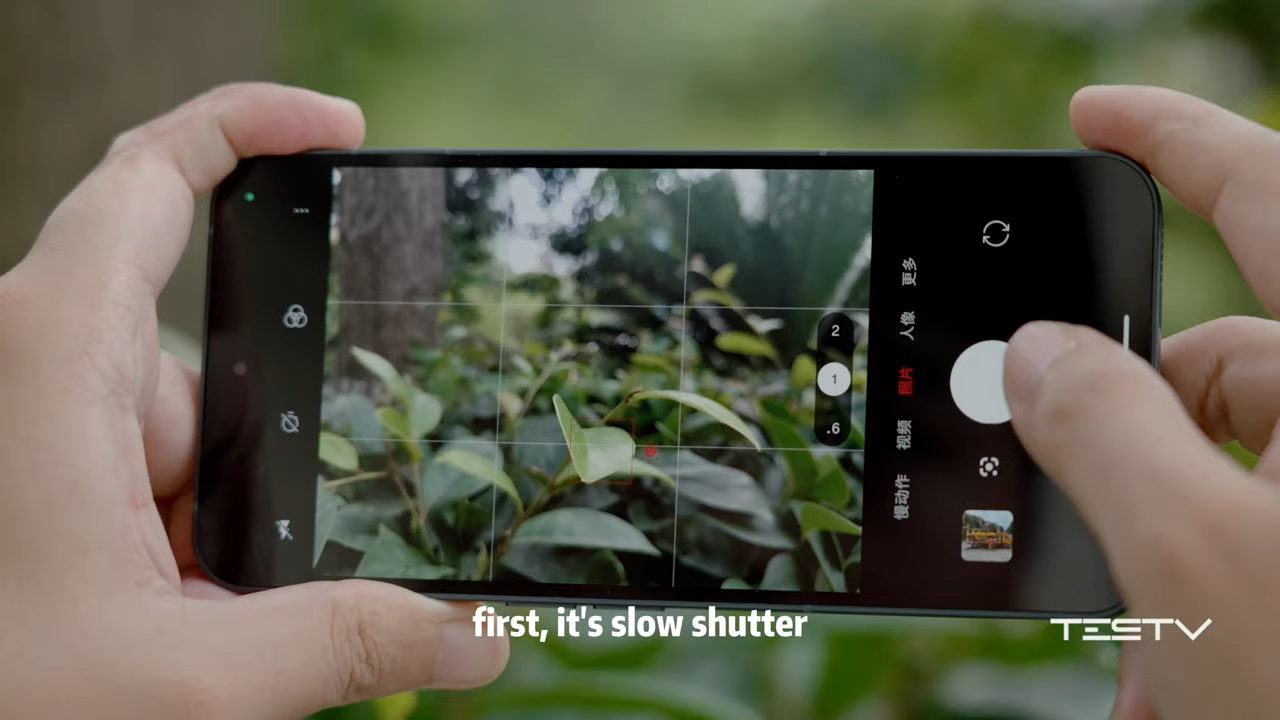 2
1
.6
更多
人像
照片
视频
慢动作
first, it's slow shutter
TESTV